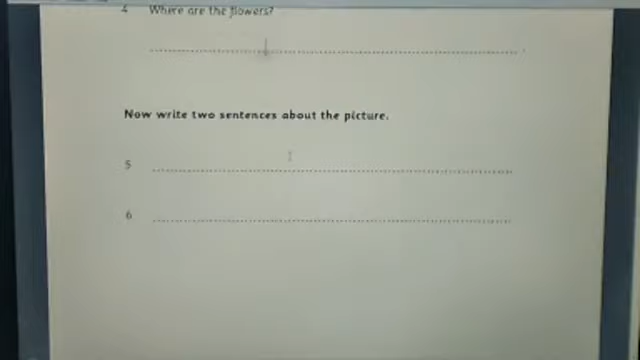 4 Where are the flowers?
Now write two sentences about the picture.
5
6